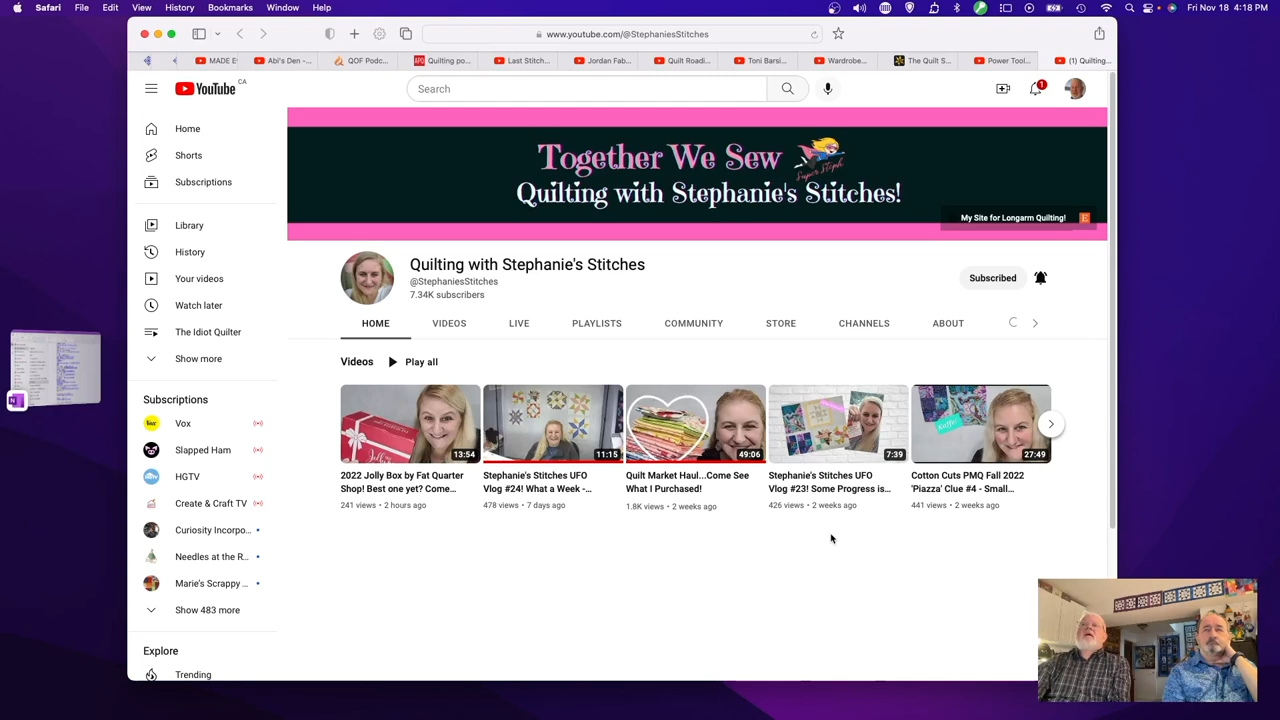 Safari File Edit View History Bookmarks Window Help
Fri Nov 18 4:18 PM
www.youtube.com/@StephaniesStitches
MADE E
Abi's Den -...
QOF Podc...
Quilting po...
Last Stitch...
Jordan Fab...
Quilt Roadi...
Toni Barsi...
Wardrobe...
The Quilt S...
Power Tool...
(1) Quilting...
YouTube CA
Search
1
Home
Shorts
Subscriptions
Library
History
Your videos
Watch later
The Idiot Quilter
Show more
Subscriptions
Vox
Slapped Ham
HGTV
Create & Craft TV
Curiosity Incorpo...
Needles at the R...
Marie's Scrappy ...
Show 483 more
Explore
Trending
Together We Sew
Super Steph
Quilting with Stephanie's Stitches!
My Site for Longarm Quilting!
Quilting with Stephanie's Stitches
@StephaniesStitches
7.34K subscribers
Subscribed
HOME VIDEOS LIVE PLAYLISTS COMMUNITY STORE CHANNELS ABOUT
Videos Play all
13:54
2022 Jolly Box by Fat Quarter
Shop! Best one yet? Come...
241 views • 2 hours ago
11:15
Stephanie's Stitches UFO
Vlog #24! What a Week -...
478 views • 7 days ago
49:06
Quilt Market Haul...Come See
What I Purchased!
1.8K views • 2 weeks ago
7:39
Stephanie's Stitches UFO
Vlog #23! Some Progress is...
426 views • 2 weeks ago
Kaffe
27:49
Cotton Cuts PMQ Fall 2022
'Piazza' Clue #4 - Small...
441 views • 2 weeks ago